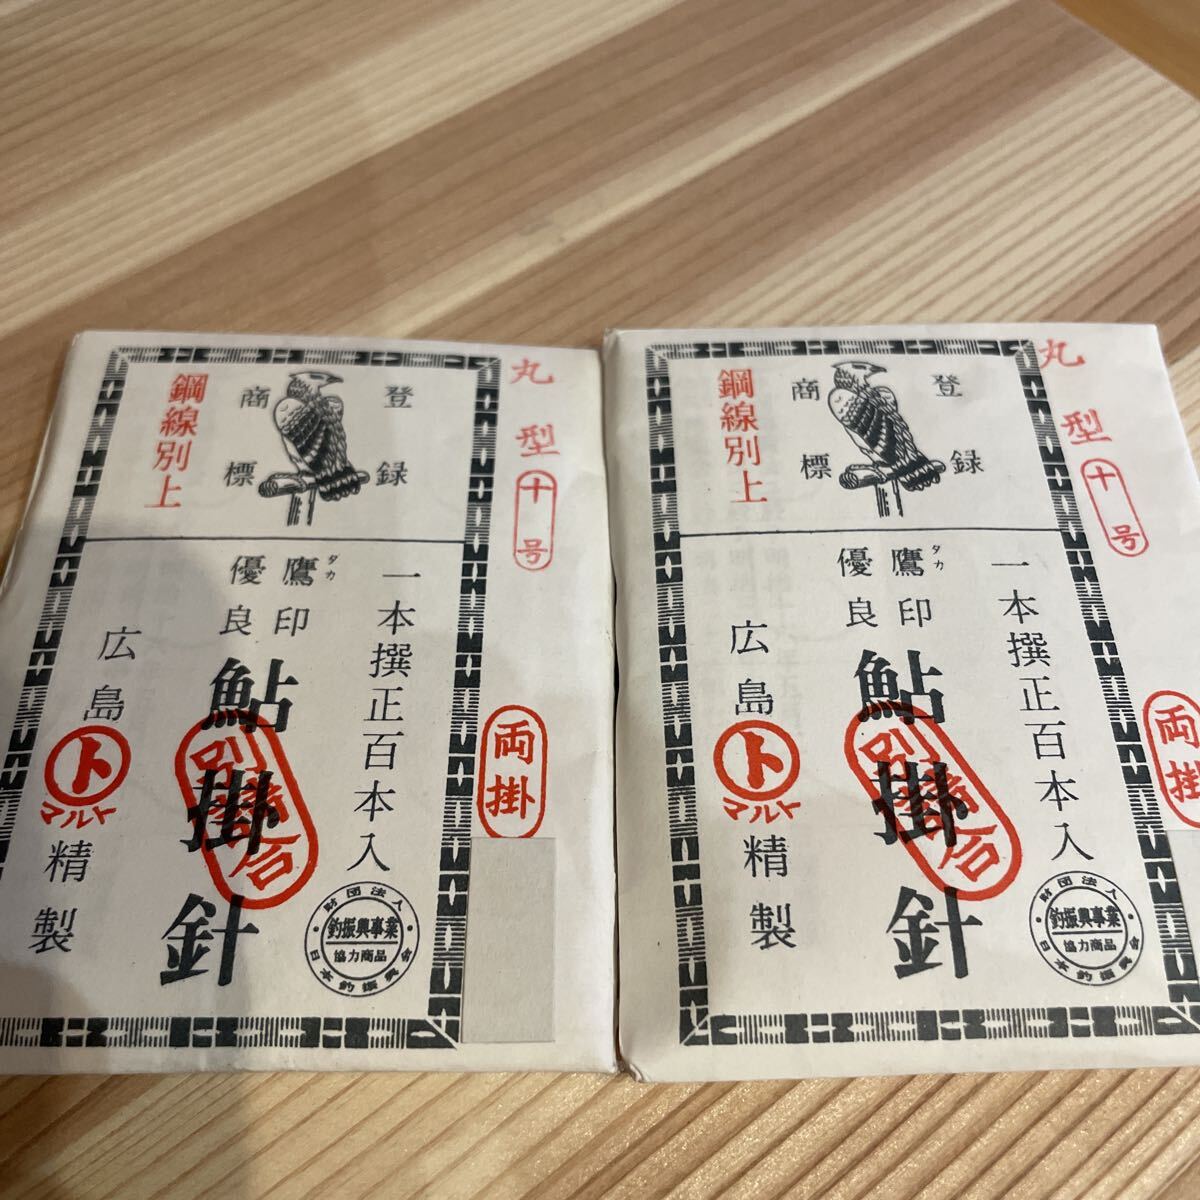 丸型
十号
両掛
登録
商標
鋼線別上
一本撰正百本入
鷹印
タカ
優良
鮎掛針
広島
ト
マルト
精製
財団法人
釣振興事業
協力商品
日本釣振興会
丸型
十号
両掛
登録
商標
鋼線別上
一本撰正百本入
鷹印
タカ
優良
鮎掛針
広島
ト
マルト
精製
財団法人
釣振興事業
協力商品
日本釣振興会